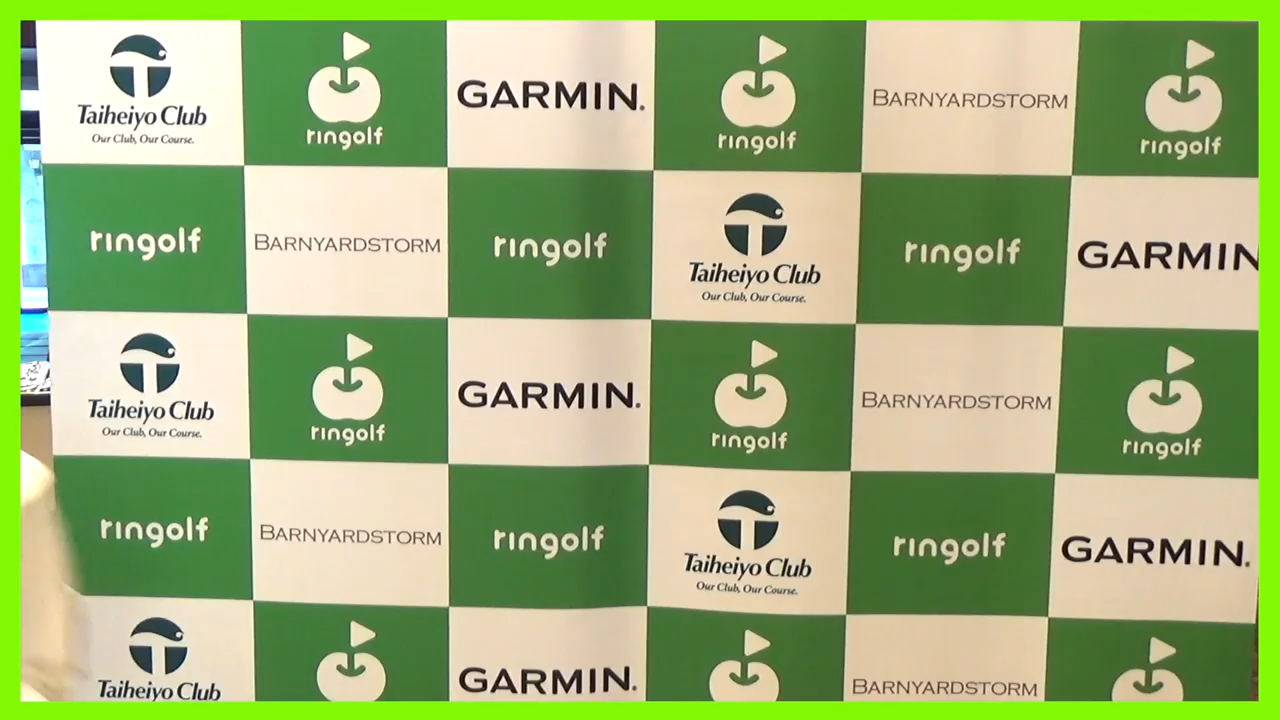 Taiheiyo Club
Our Club, Our Course.
ringolf
GARMIN.
ringolf
BARNYARDSTORM
ringolf
ringolf
BARNYARDSTORM
ringolf
Taiheiyo Club
Our Club, Our Course.
ringolf
GARMIN
Taiheiyo Club
Our Club, Our Course.
ringolf
GARMIN.
ringolf
BARNYARDSTORM
ringolf
ringolf
BARNYARDSTORM
ringolf
Taiheiyo Club
Our Club, Our Course.
ringolf
GARMIN.
Taiheiyo Club
GARMIN.
BARNYARDSTORM